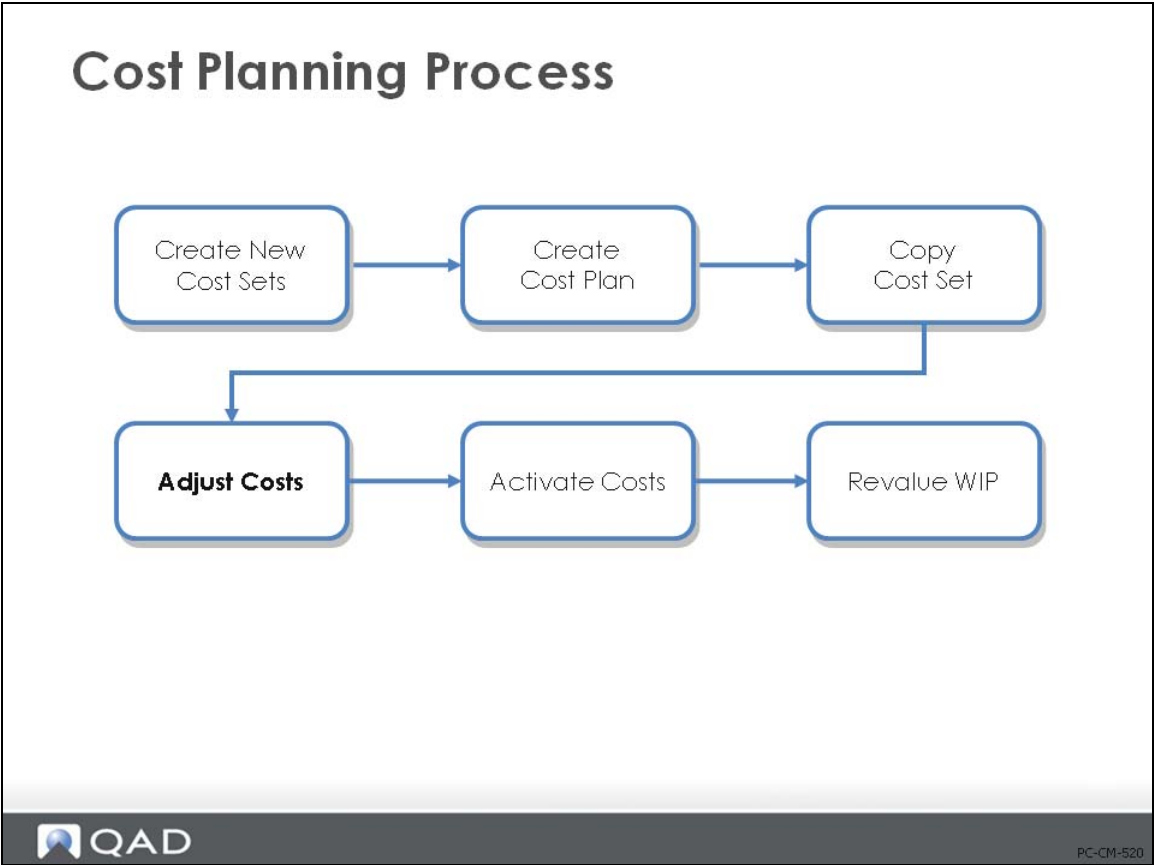 Cost Planning Process
Create New
Cost Sets
Create
Cost Plan
Copy
Cost Set
Adjust Costs
Activate Costs
Revalue WIP
QAD
PC-CM-520